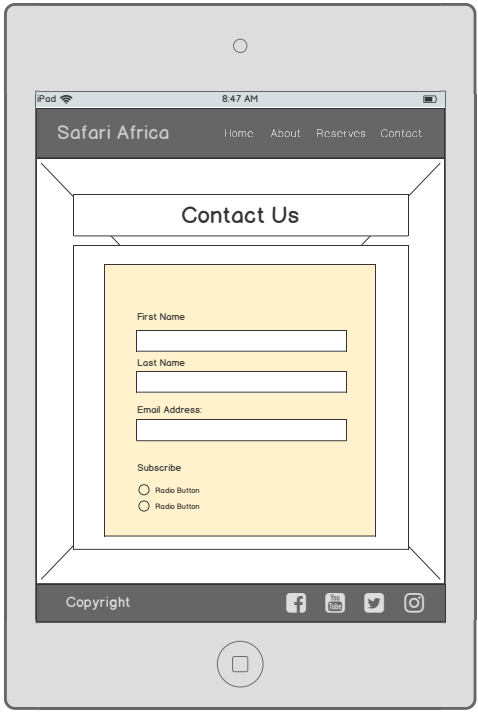 iPad 8:47 AM
Safari Africa Home About Reserves Contact
Contact Us
First Name
Last Name
Email Address:
Subscribe
Radio Button
Radio Button
Copyright
You
Tube